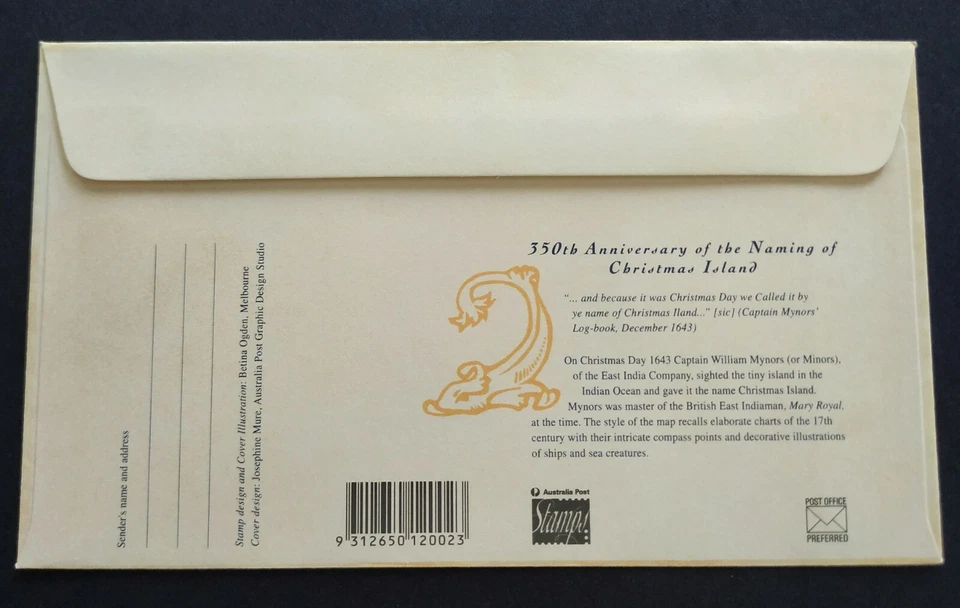 350th Anniversary of the Naming of
Christmas Island
“... and because it was Christmas Day we Called it by
ye name of Christmas Iland...” [sic] (Captain Mynors’
Log-book, December 1643)
On Christmas Day 1643 Captain William Mynors (or Minors),
of the East India Company, sighted the tiny island in the
Indian Ocean and gave it the name Christmas Island.
Mynors was master of the British East Indiaman, Mary Royal,
at the time. The style of the map recalls elaborate charts of the 17th
century with their intricate compass points and decorative illustrations
of ships and sea creatures.
Sender's name and address
Stamp design and Cover Illustration: Betina Ogden, Melbourne
Cover design: Josephine Mure, Australia Post Graphic Design Studio
9 312650 120023
Australia Post
Stamps!
POST OFFICE
PREFERRED